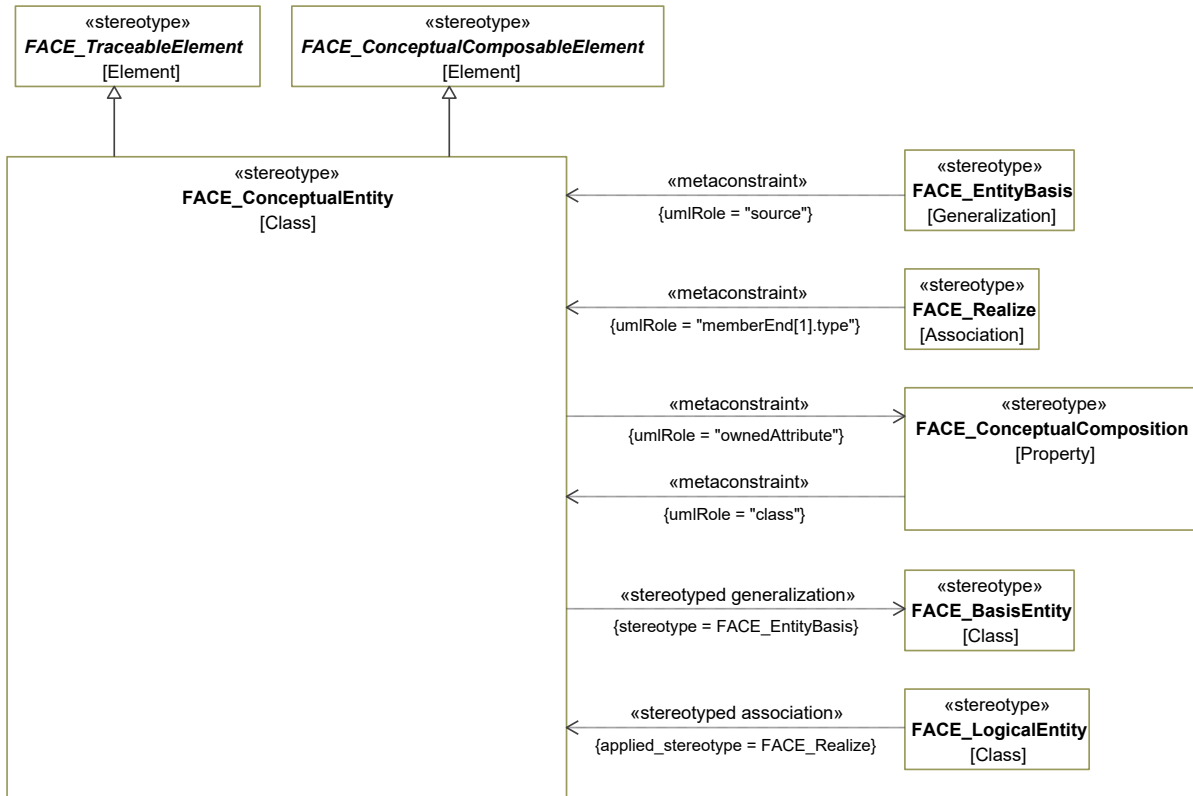 «stereotype»
FACE_TraceableElement
[Element]
«stereotype»
FACE_ConceptualComposableElement
[Element]
«stereotype»
FACE_ConceptualEntity
[Class]
«metaconstraint»
{umlRole = "source"}
«stereotype»
FACE_EntityBasis
[Generalization]
«metaconstraint»
{umlRole = "memberEnd[1].type"}
«stereotype»
FACE_Realize
[Association]
«metaconstraint»
{umlRole = "ownedAttribute"}
«stereotype»
FACE_ConceptualComposition
[Property]
«metaconstraint»
{umlRole = "class"}
«stereotyped generalization»
{stereotype = FACE_EntityBasis}
«stereotype»
FACE_BasisEntity
[Class]
«stereotyped association»
{applied_stereotype = FACE_Realize}
«stereotype»
FACE_LogicalEntity
[Class]